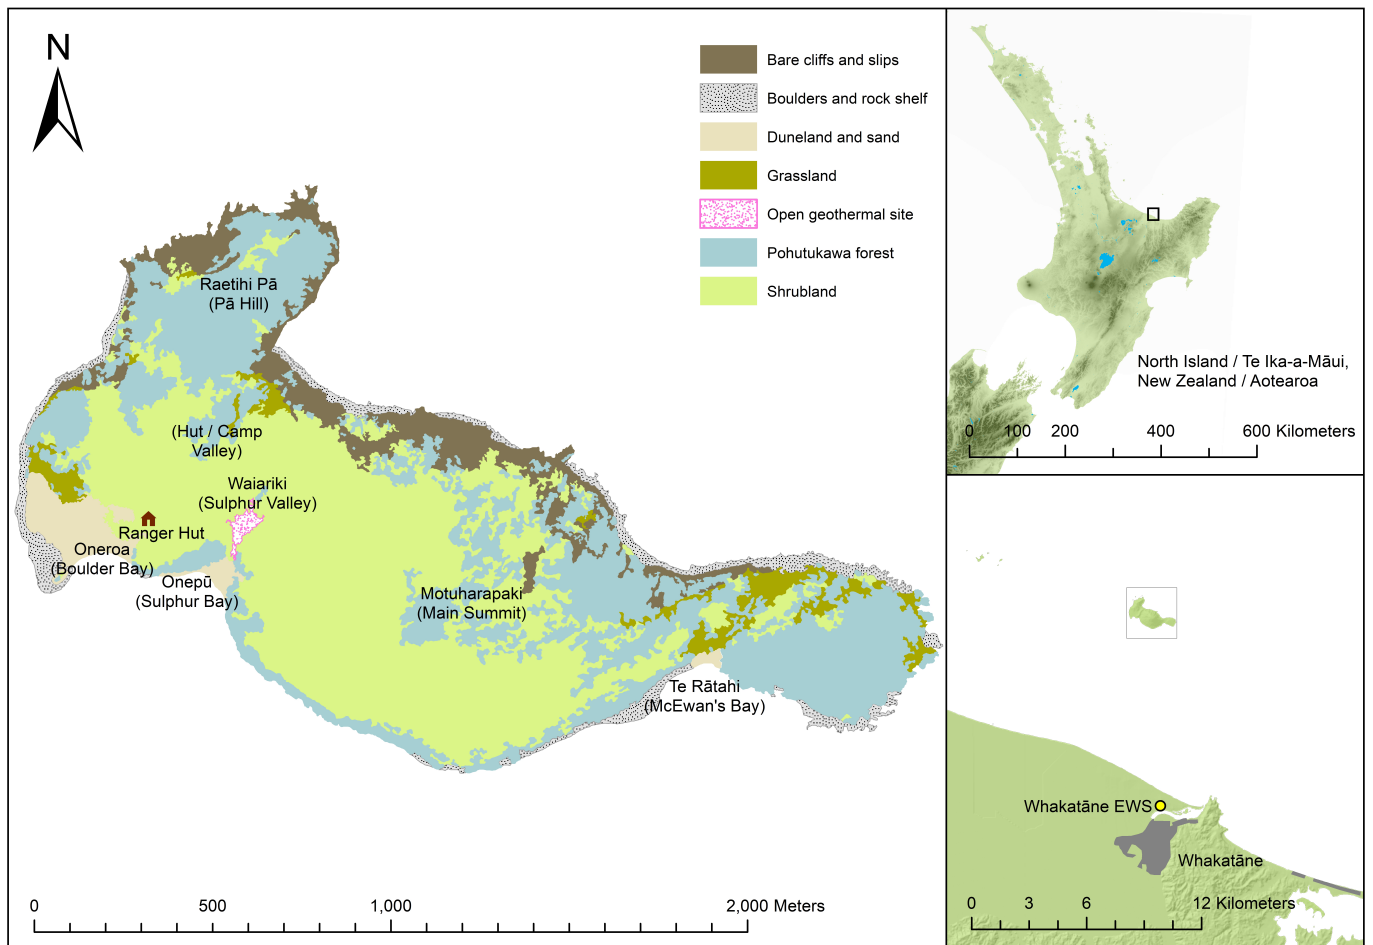 N
Bare cliffs and slips
Boulders and rock shelf
Duneland and sand
Grassland
Open geothermal site
Pohutukawa forest
Shrubland
Raetihi Pā
(Pā Hill)
(Hut / Camp
Valley)
Waiariki
(Sulphur Valley)
Ranger Hut
Oneroa
(Boulder Bay)
Onepū
(Sulphur Bay)
Motuharapaki
(Main Summit)
Te Rātahi
(McEwan's Bay)
0 500 1,000 2,000 Meters
North Island / Te Ika-a-Māui,
New Zealand / Aotearoa
0 100 200 400 600 Kilometers
Whakatāne EWS
Whakatāne
0 3 6 12 Kilometers